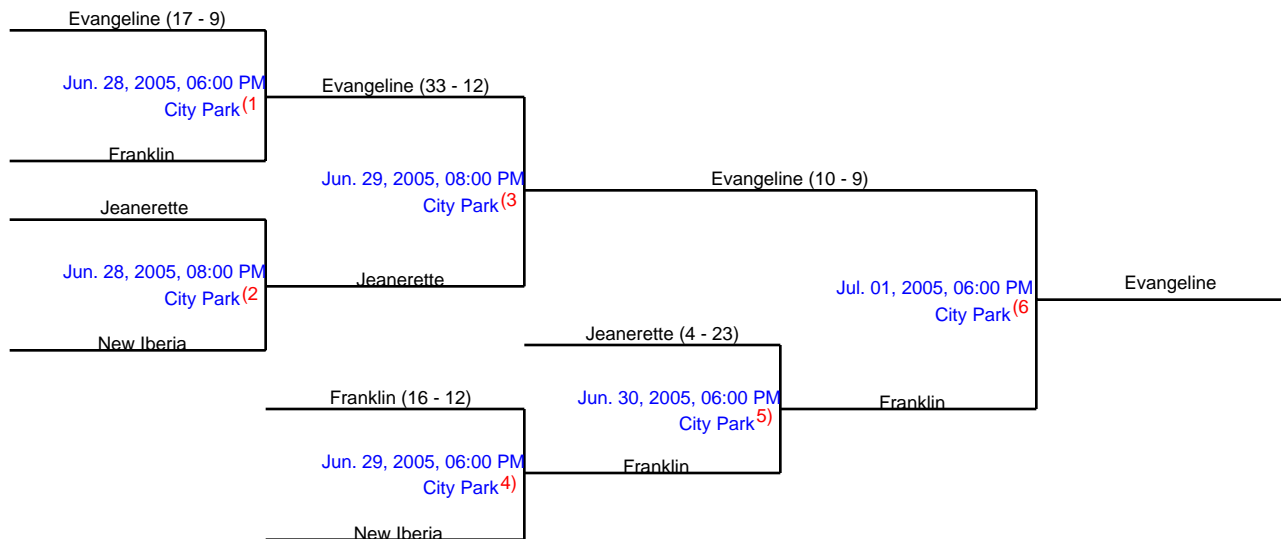 Evangeline (17 - 9)
Jun. 28, 2005, 06:00 PM
City Park(1
Franklin
Jeanerette
Jun. 28, 2005, 08:00 PM
City Park(2
New Iberia
Evangeline (33 - 12)
Jun. 29, 2005, 08:00 PM
City Park(3
Jeanerette
Franklin (16 - 12)
Jun. 29, 2005, 06:00 PM
City Park4)
New Iberia
Jeanerette (4 - 23)
Jun. 30, 2005, 06:00 PM
City Park5)
Franklin
Evangeline (10 - 9)
Jul. 01, 2005, 06:00 PM
City Park(6
Franklin
Evangeline